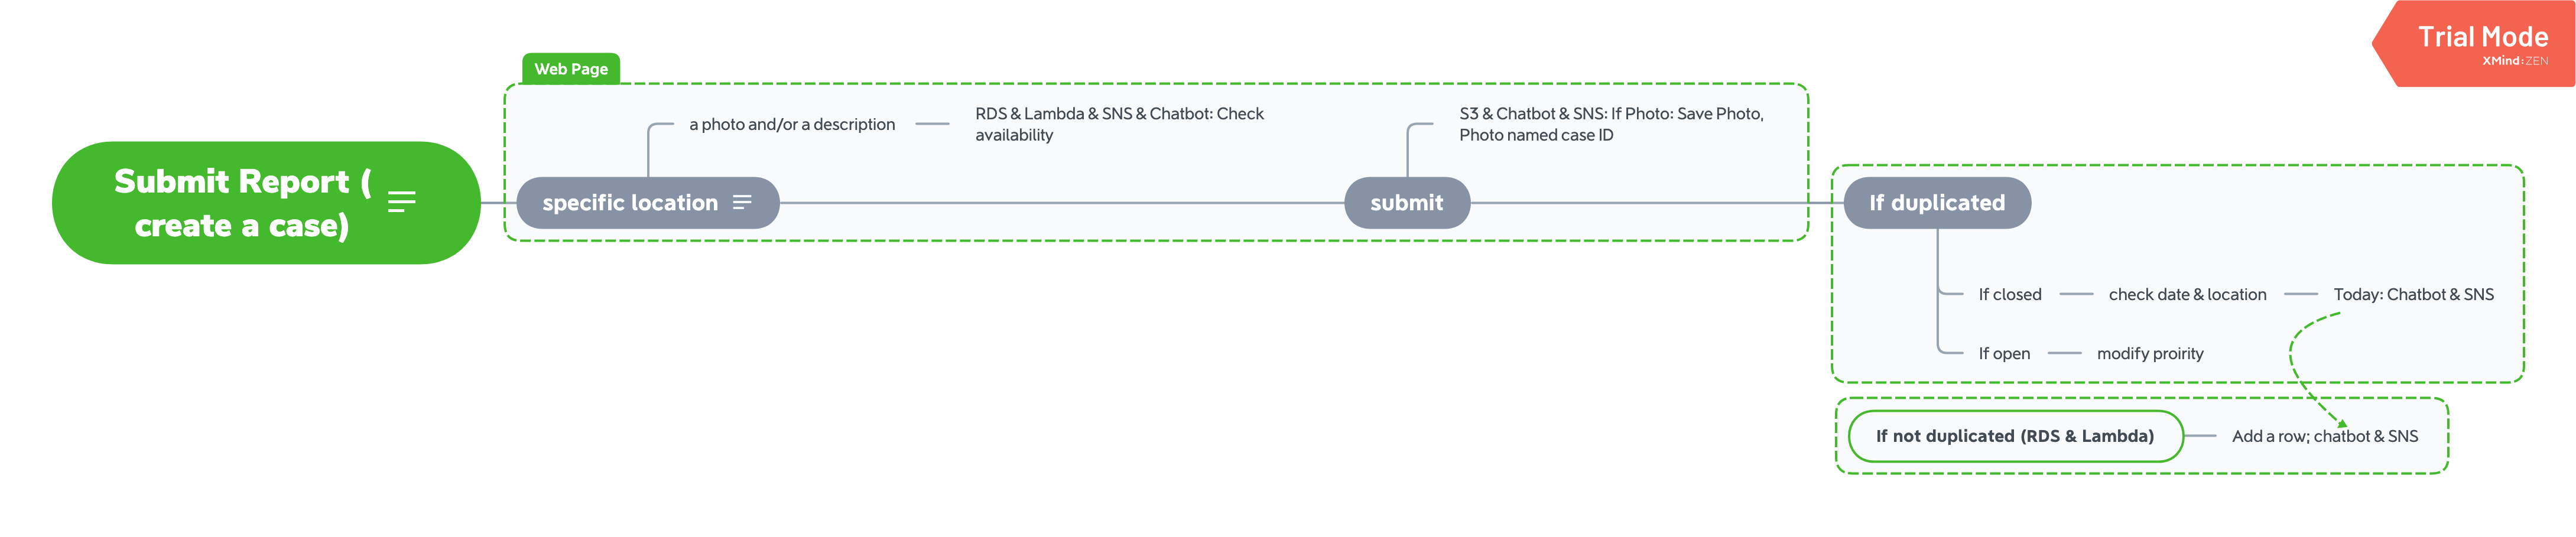 Trial Mode
XMind:ZEN
Web Page
a photo and/or a description
RDS & Lambda & SNS & Chatbot: Check
availability
S3 & Chatbot & SNS: If Photo: Save Photo,
Photo named case ID
Submit Report (
create a case)
specific location
submit
If duplicated
If closed
check date & location
Today: Chatbot & SNS
If open
modify proirity
If not duplicated (RDS & Lambda)
Add a row; chatbot & SNS